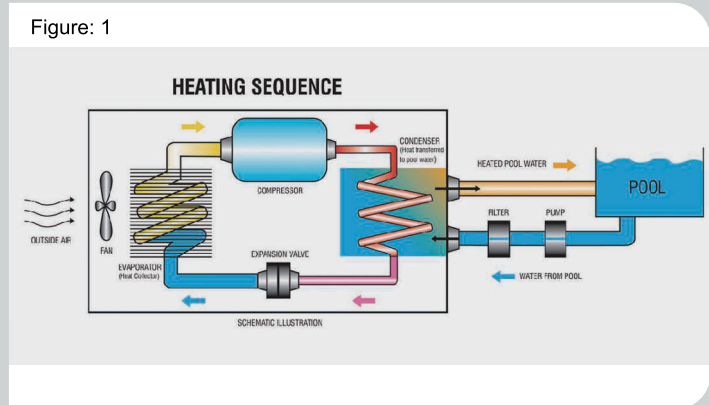 Figure: 1
HEATING SEQUENCE
CONDENSER
(Heat transferred
to pool water)
COMPRESSOR
HEATED POOL WATER
POOL
OUTSIDE AIR
FAN
EVAPORATOR
(Heat Collector)
EXPANSION VALVE
FILTER
PUMP
WATER FROM POOL
SCHEMATIC ILLUSTRATION